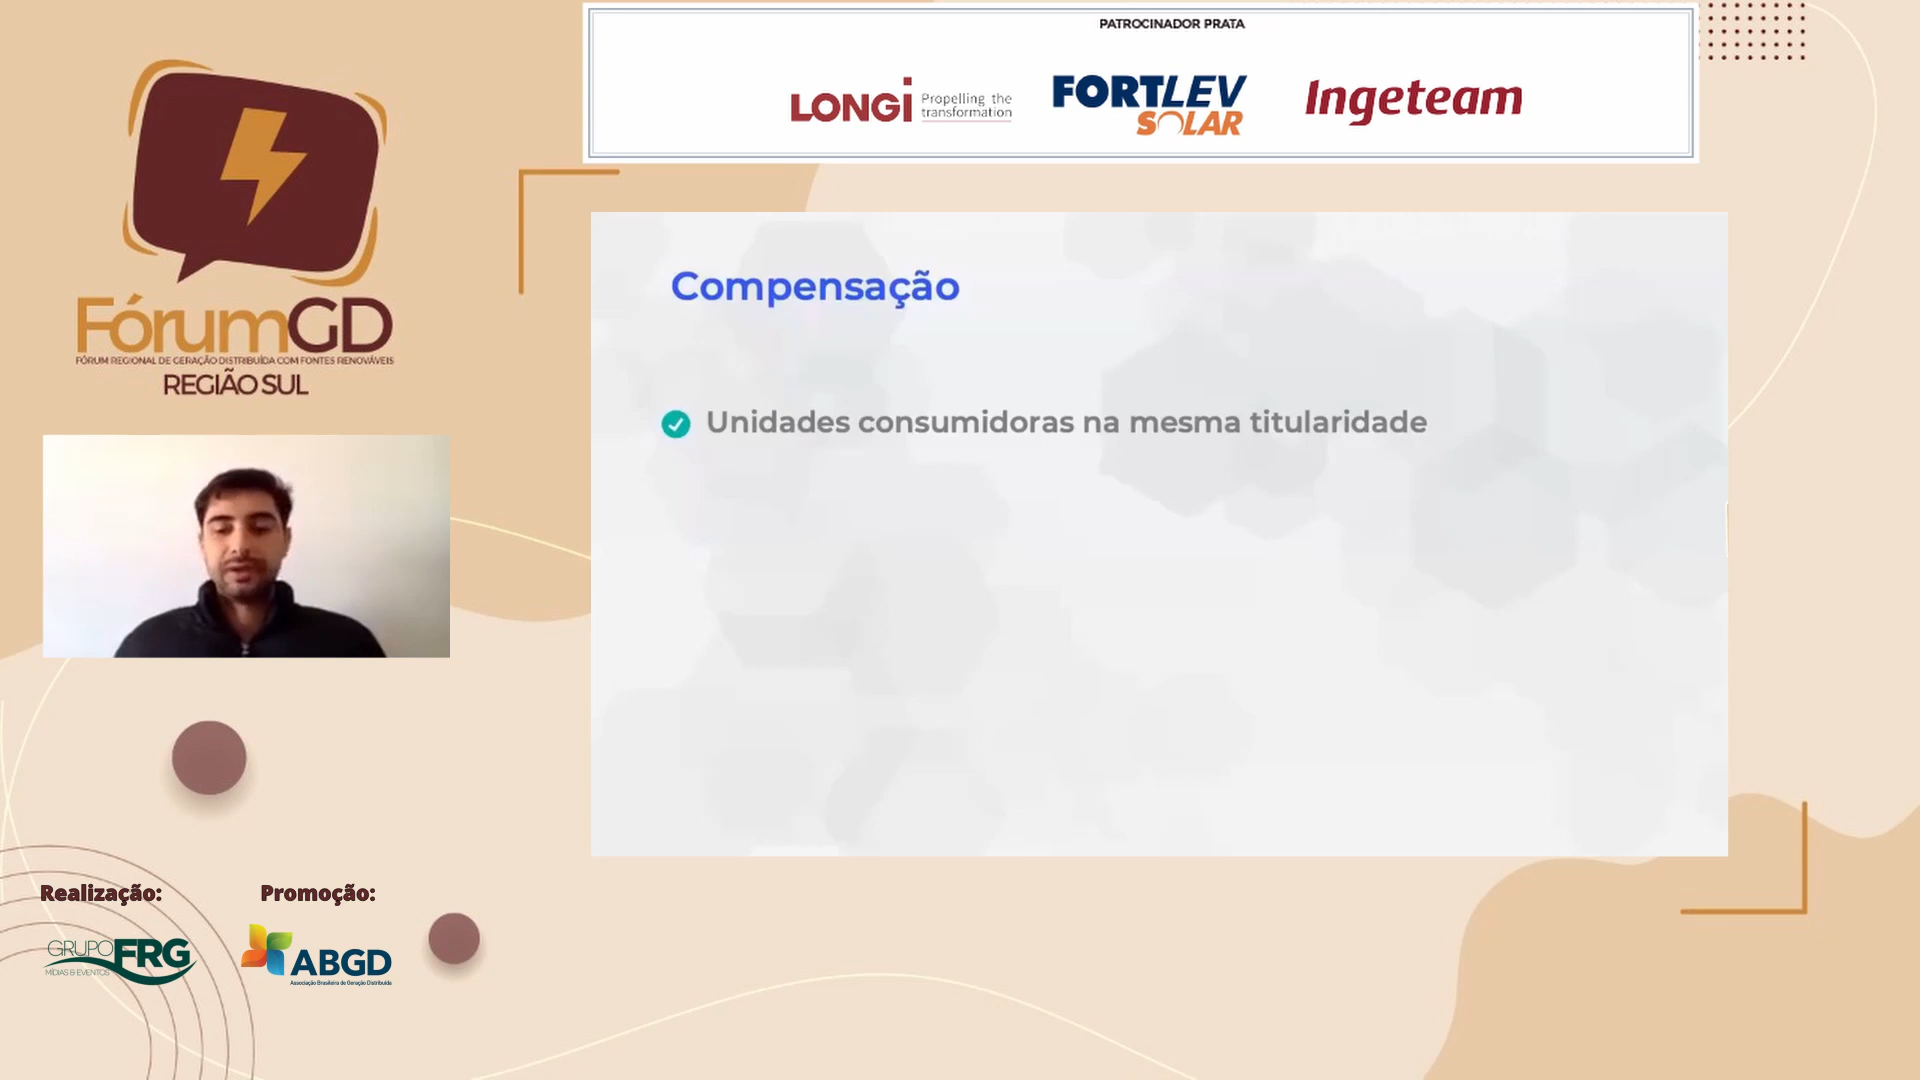 PATROCINADOR PRATA
LONGi
Propelling the
transformation
FORTLEV
SOLAR
Ingeteam
FórumGD
FÓRUM REGIONAL DE GERAÇÃO DISTRIBUÍDA COM FONTES RENOVÁVEIS
REGIÃO SUL
Compensação
Unidades consumidoras na mesma titularidade
Realização:
Promoção:
GRUPO FRG
MÍDIAS & EVENTOS
ABGD
Associação Brasileira de Geração Distribuída